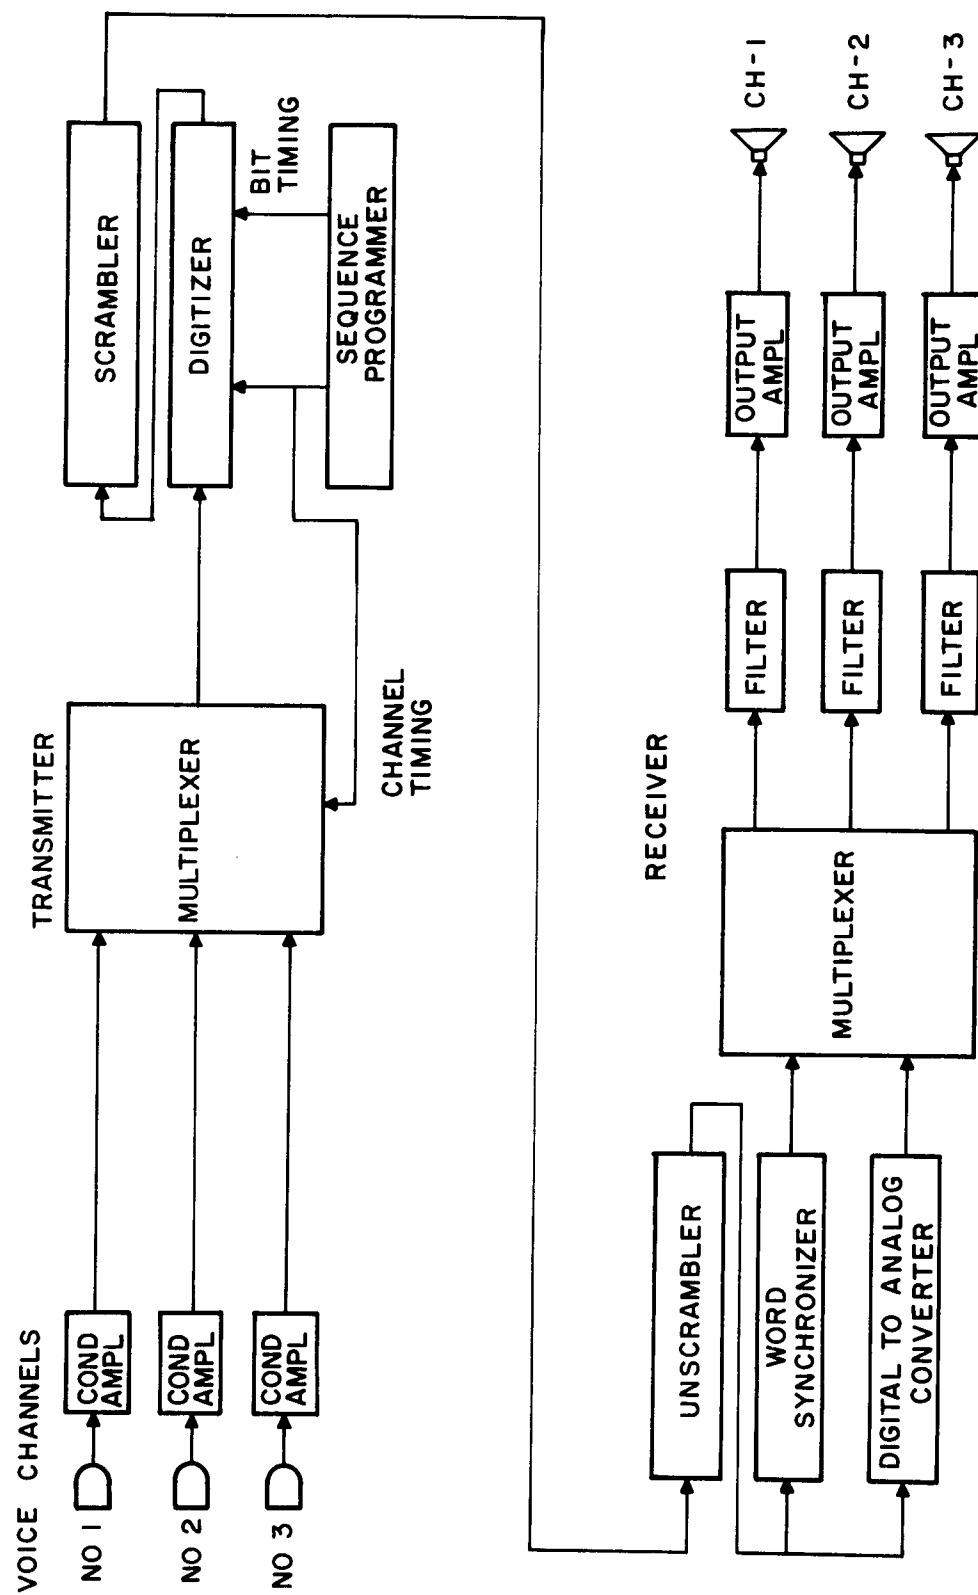 VOICE CHANNELS
NO 1
NO 2
NO 3
COND
AMPL
COND
AMPL
COND
AMPL
TRANSMITTER
MULTIPLEXER
CHANNEL
TIMING
SCRAMBLER
DIGITIZER
BIT
TIMING
SEQUENCE
PROGRAMMER
RECEIVER
UNSCRAMBLER
WORD
SYNCHRONIZER
DIGITAL TO ANALOG
CONVERTER
MULTIPLEXER
FILTER
FILTER
FILTER
OUTPUT
AMPL
OUTPUT
AMPL
OUTPUT
AMPL
CH-1
CH-2
CH-3